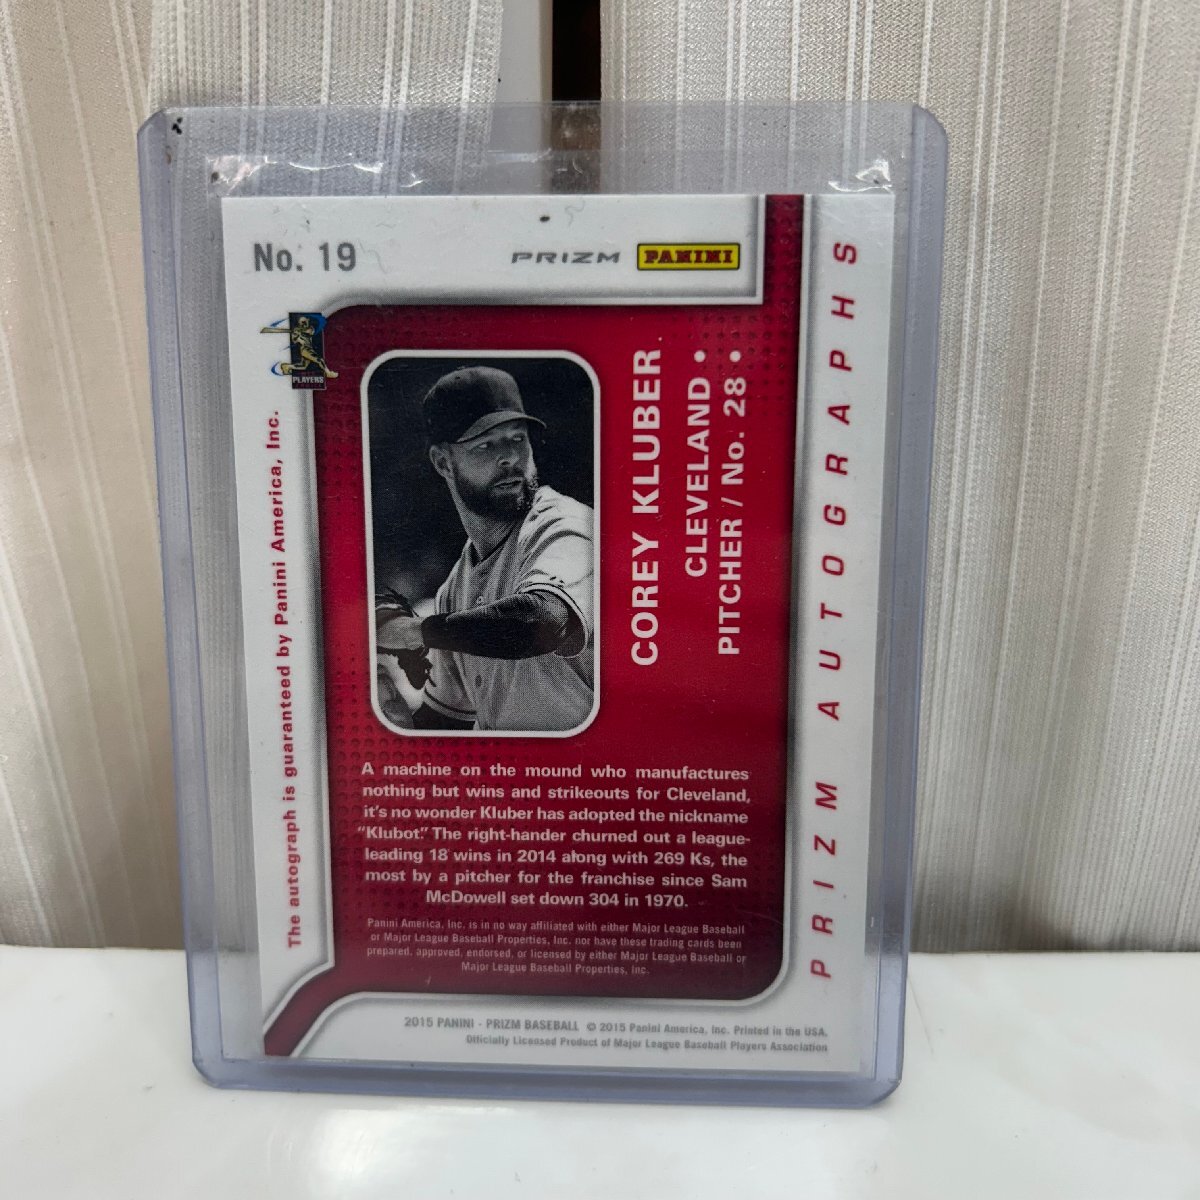 No. 19
PRIZM PANINI
PLAYERS
The autograph is guaranteed by Panini America, Inc.
COREY KLUBER
CLEVELAND •
PITCHER / No. 28 •
PRIZM AUTOGRAPHS
A machine on the mound who manufactures
nothing but wins and strikeouts for Cleveland,
it's no wonder Kluber has adopted the nickname
"Klubot." The right-hander churned out a league-
leading 18 wins in 2014 along with 269 Ks, the
most by a pitcher for the franchise since Sam
McDowell set down 304 in 1970.
Panini America, Inc. is in no way affiliated with either Major League Baseball
or Major League Baseball Properties, Inc. nor have these trading cards been
prepared, approved, endorsed, or licensed by either Major League Baseball or
Major League Baseball Properties, Inc.
2015 PANINI - PRIZM BASEBALL © 2015 Panini America, Inc. Printed in the USA.
Officially Licensed Product of Major League Baseball Players Association